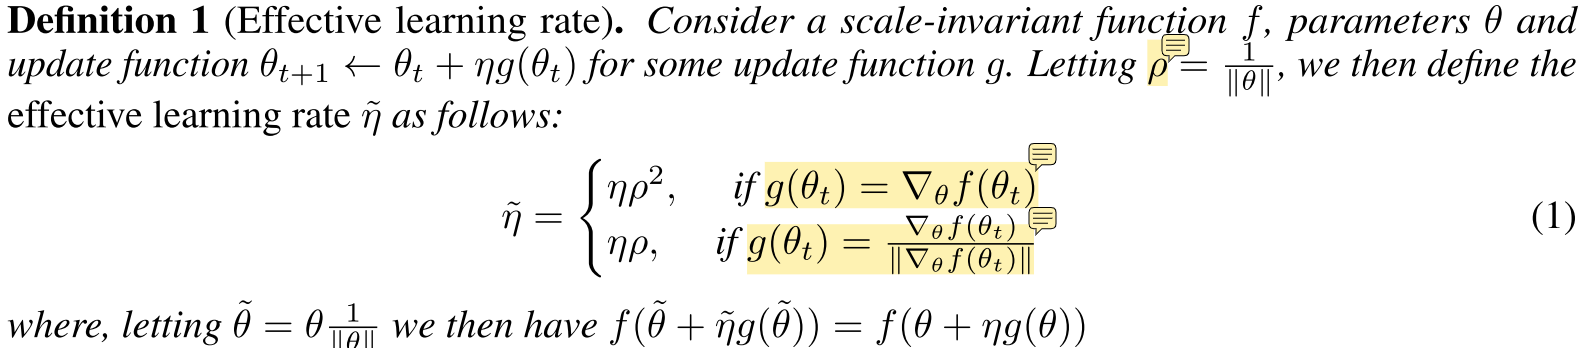 Definition 1 (Effective learning rate). Consider a scale-invariant function f, parameters θ and
update function θ_{t+1} ← θ_t + ηg(θ_t) for some update function g. Letting ρ = 1/‖θ‖, we then define the
effective learning rate η̃ as follows:
η̃ = { ηρ², if g(θ_t) = ∇_θ f(θ_t)
ηρ, if g(θ_t) = ∇_θ f(θ_t)/‖∇_θ f(θ_t)‖ (1)
where, letting θ̃ = θ 1/‖θ‖ we then have f(θ̃ + η̃g(θ̃)) = f(θ + ηg(θ))